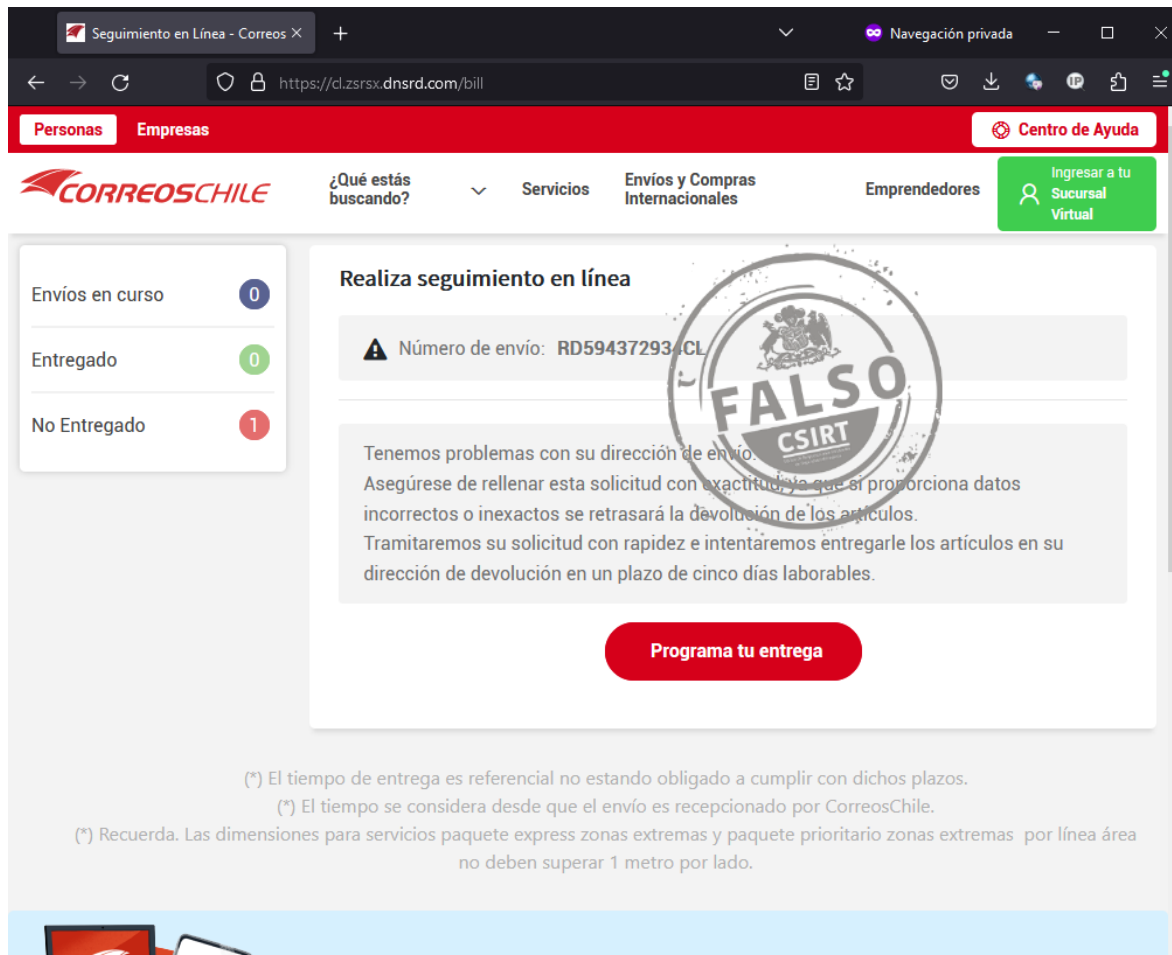 Seguimiento en Línea - Correos
Navegación privada
https://cl.zsrsx.dnsrd.com/bill
IP
Personas Empresas
Centro de Ayuda
CORREOSCHILE
¿Qué estás
buscando?
Servicios
Envíos y Compras
Internacionales
Emprendedores
Ingresar a tu
Sucursal
Virtual
Envíos en curso 0
Entregado 0
No Entregado 1
Realiza seguimiento en línea
Número de envío: RD594372934CL
FALSO
CSIRT
Tenemos problemas con su dirección de envío.
Asegúrese de rellenar esta solicitud con exactitud, ya que si proporciona datos
incorrectos o inexactos se retrasará la devolución de los artículos.
Tramitaremos su solicitud con rapidez e intentaremos entregarle los artículos en su
dirección de devolución en un plazo de cinco días laborables.
Programa tu entrega
(*) El tiempo de entrega es referencial no estando obligado a cumplir con dichos plazos.
(*) El tiempo se considera desde que el envío es recepcionado por CorreosChile.
(*) Recuerda. Las dimensiones para servicios paquete express zonas extremas y paquete prioritario zonas extremas por línea área
no deben superar 1 metro por lado.